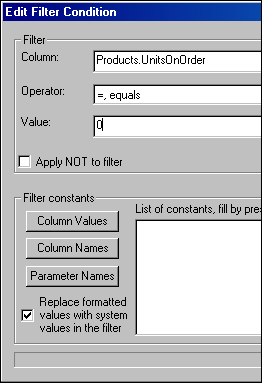 Edit Filter Condition
Filter
Column: Products.UnitsOnOrder
Operator: =, equals
Value: 0
Apply NOT to filter
Filter constants
Column Values
List of constants, fill by pres
Column Names
Parameter Names
Replace formatted
values with system
values in the filter